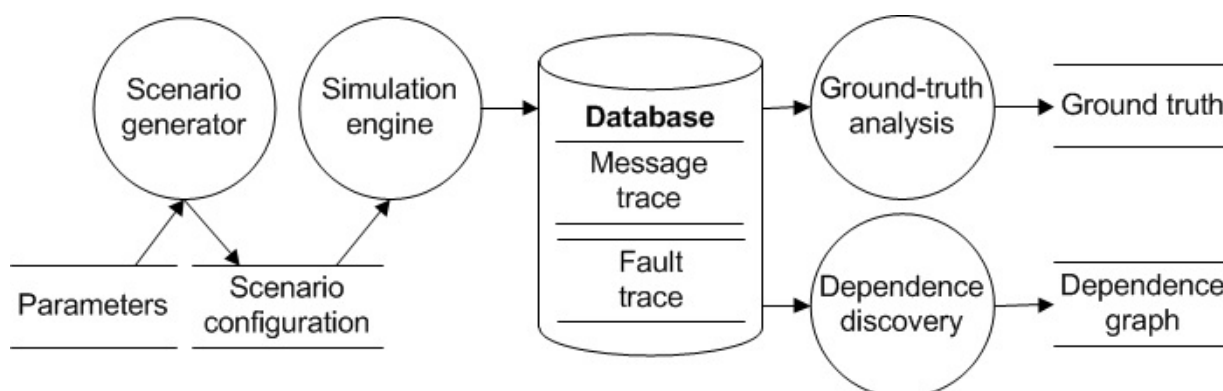 Scenario
generator
Simulation
engine
Parameters
Scenario
configuration
Database
Message
trace
Fault
trace
Ground-truth
analysis
Ground truth
Dependence
discovery
Dependence
graph